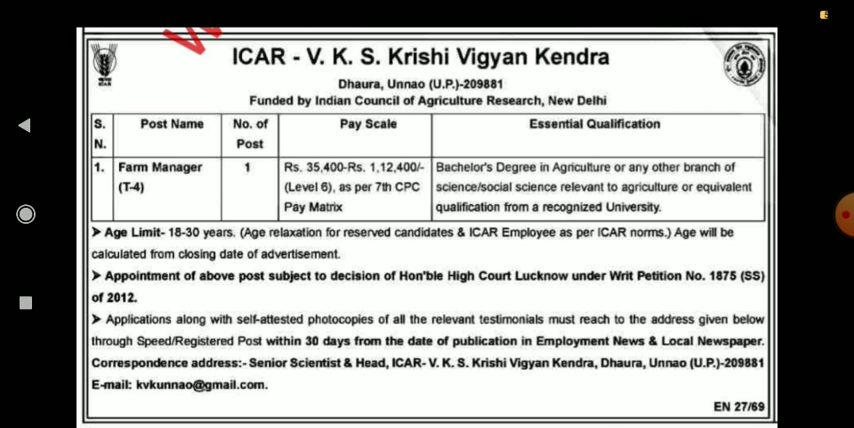 ICAR - V. K. S. Krishi Vigyan Kendra
Dhaura, Unnao (U.P.)-209881
Funded by Indian Council of Agriculture Research, New Delhi
S. N. Post Name No. of Post Pay Scale Essential Qualification
1. Farm Manager 1 Rs. 35,400-Rs. 1,12,400/- Bachelor's Degree in Agriculture or any other branch of
(T-4) (Level 6), as per 7th CPC science/social science relevant to agriculture or equivalent
Pay Matrix qualification from a recognized University.
➤ Age Limit- 18-30 years. (Age relaxation for reserved candidates & ICAR Employee as per ICAR norms.) Age will be
calculated from closing date of advertisement.
➤ Appointment of above post subject to decision of Hon'ble High Court Lucknow under Writ Petition No. 1875 (SS)
of 2012.
➤ Applications along with self-attested photocopies of all the relevant testimonials must reach to the address given below
through Speed/Registered Post within 30 days from the date of publication in Employment News & Local Newspaper.
Correspondence address:- Senior Scientist & Head, ICAR- V. K. S. Krishi Vigyan Kendra, Dhaura, Unnao (U.P.)-209881
E-mail: kvkunnao@gmail.com.
EN 27/69